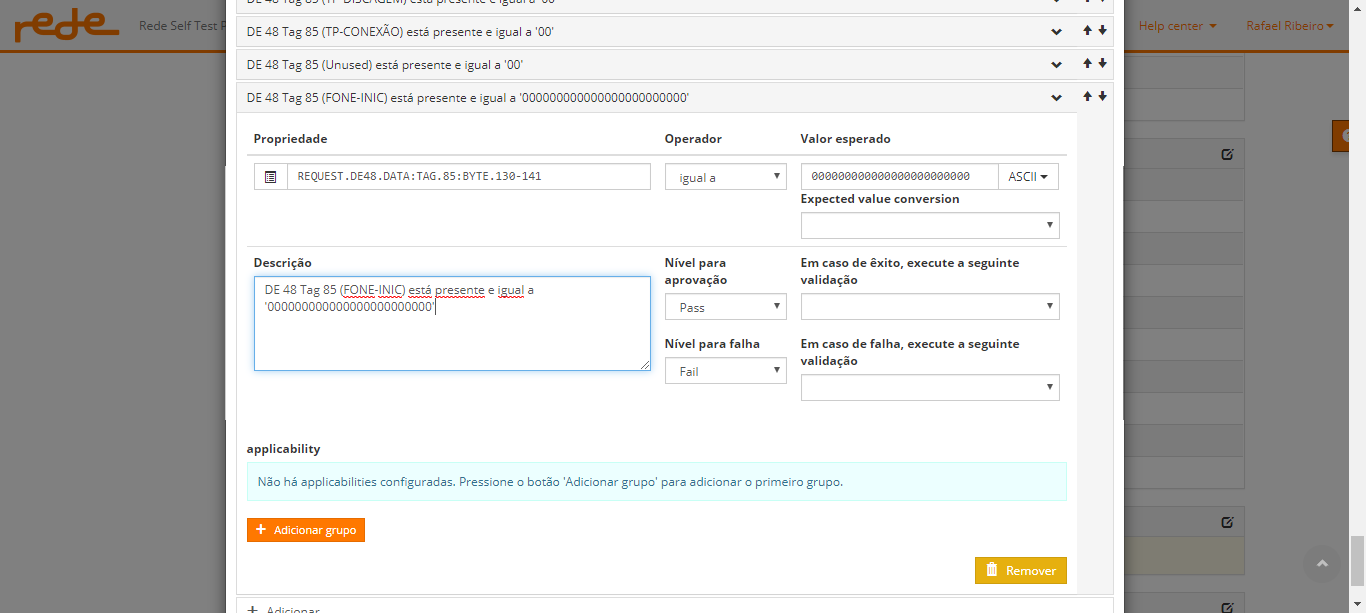 DE 48 Tag 85 (TP-DISCAGEM) está presente e igual a '00'
rede
Rede Self Test P
Help center
Rafael Ribeiro
DE 48 Tag 85 (TP-CONEXÃO) está presente e igual a '00'
DE 48 Tag 85 (Unused) está presente e igual a '00'
DE 48 Tag 85 (FONE-INIC) está presente e igual a '000000000000000000000000'
Propriedade Operador Valor esperado
REQUEST.DE48.DATA:TAG.85:BYTE.130-141 igual a 000000000000000000000000 ASCII
Expected value conversion
Descrição
Nível para aprovação
Em caso de êxito, execute a seguinte validação
DE 48 Tag 85 (FONE-INIC) está presente e igual a
'000000000000000000000000'
Pass
Nível para falha
Em caso de falha, execute a seguinte validação
Fail
applicability
Não há applicabilities configuradas. Pressione o botão 'Adicionar grupo' para adicionar o primeiro grupo.
+ Adicionar grupo
Remover
+ Adicionar